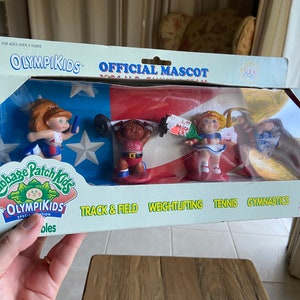 FOR AGES OVER 3 YEARS
OLYMPIKIDS
OFFICIAL MASCOT
Cabbage Patch Kids
OLYMPIKIDS
TRACK & FIELD WEIGHTLIFTING TENNIS GYMNASTICS